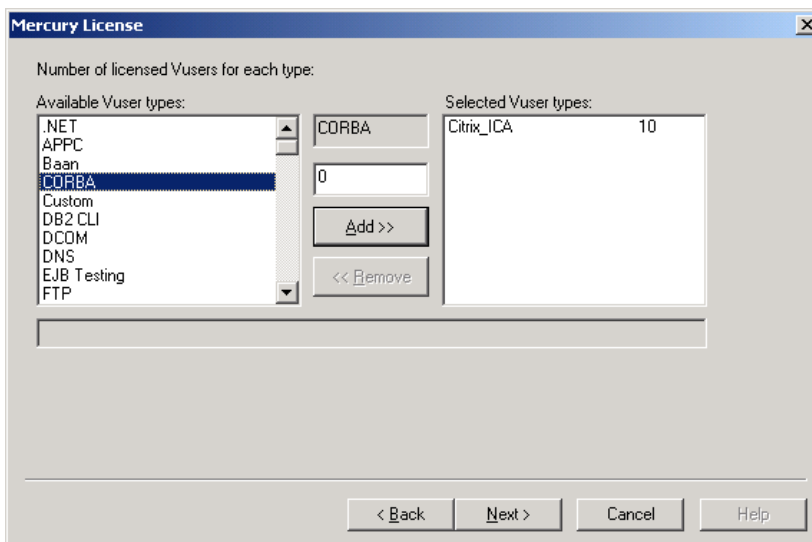 Mercury License
Number of licensed Vusers for each type:
Available Vuser types:
.NET
APPC
Baan
CORBA
Custom
DB2 CLI
DCOM
DNS
EJB Testing
FTP
CORBA
0
Add >>
<< Remove
Selected Vuser types:
Citrix_ICA 10
< Back
Next >
Cancel
Help